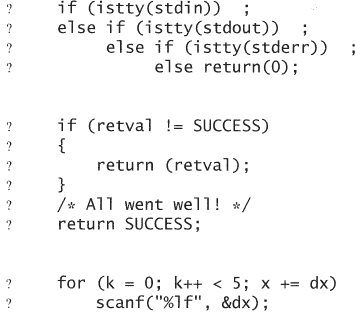 ?     if (istty(stdin))  ;
?     else if (istty(stdout))  ;
?          else if (istty(stderr))  ;
?               else return(0);
?     if (retval != SUCCESS)
?     {
?         return (retval);
?     }
?     /* All went well! */
?     return SUCCESS;
?     for (k = 0; k++ < 5; x += dx)
?         scanf("%lf", &dx);